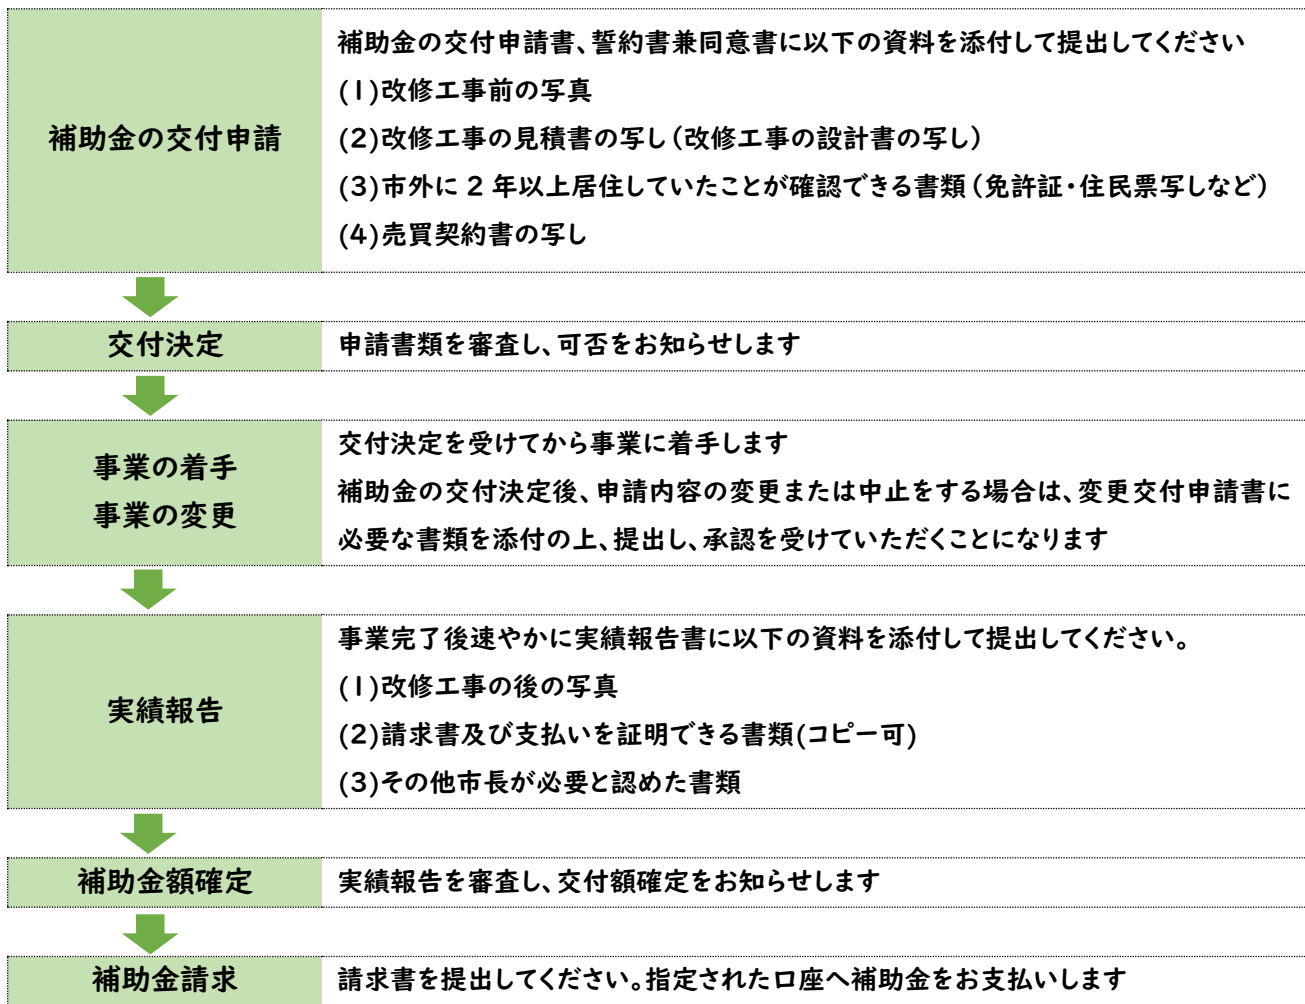 補助金の交付申請
補助金の交付申請書、誓約書兼同意書に以下の資料を添付して提出してください
(1)改修工事前の写真
(2)改修工事の見積書の写し（改修工事の設計書の写し）
(3)市外に 2 年以上居住していたことが確認できる書類（免許証・住民票写しなど）
(4)売買契約書の写し
交付決定
申請書類を審査し、可否をお知らせします
事業の着手
事業の変更
交付決定を受けてから事業に着手します
補助金の交付決定後、申請内容の変更または中止をする場合は、変更交付申請書に
必要な書類を添付の上、提出し、承認を受けていただくことになります
実績報告
事業完了後速やかに実績報告書に以下の資料を添付して提出してください。
(1)改修工事の後の写真
(2)請求書及び支払いを証明できる書類(コピー可)
(3)その他市長が必要と認めた書類
補助金額確定
実績報告を審査し、交付額確定をお知らせします
補助金請求
請求書を提出してください。指定された口座へ補助金をお支払いします